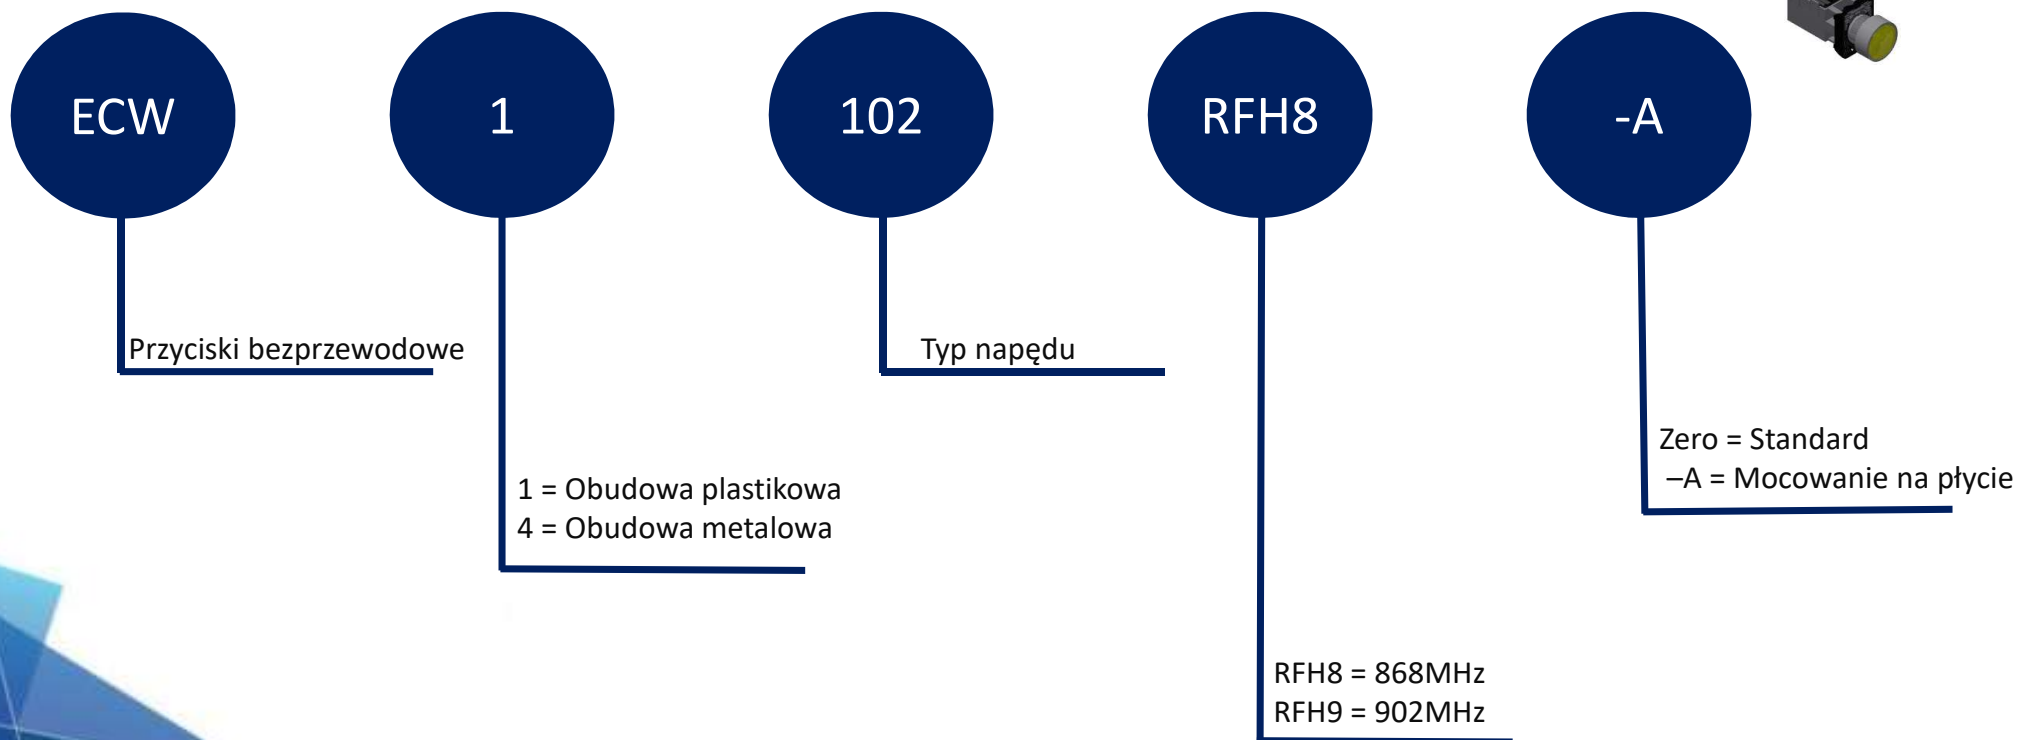 ECW
1
102
RFH8
-A
Przyciski bezprzewodowe
Typ napędu
Zero = Standard
–A = Mocowanie na płycie
1 = Obudowa plastikowa
4 = Obudowa metalowa
RFH8 = 868MHz
RFH9 = 902MHz